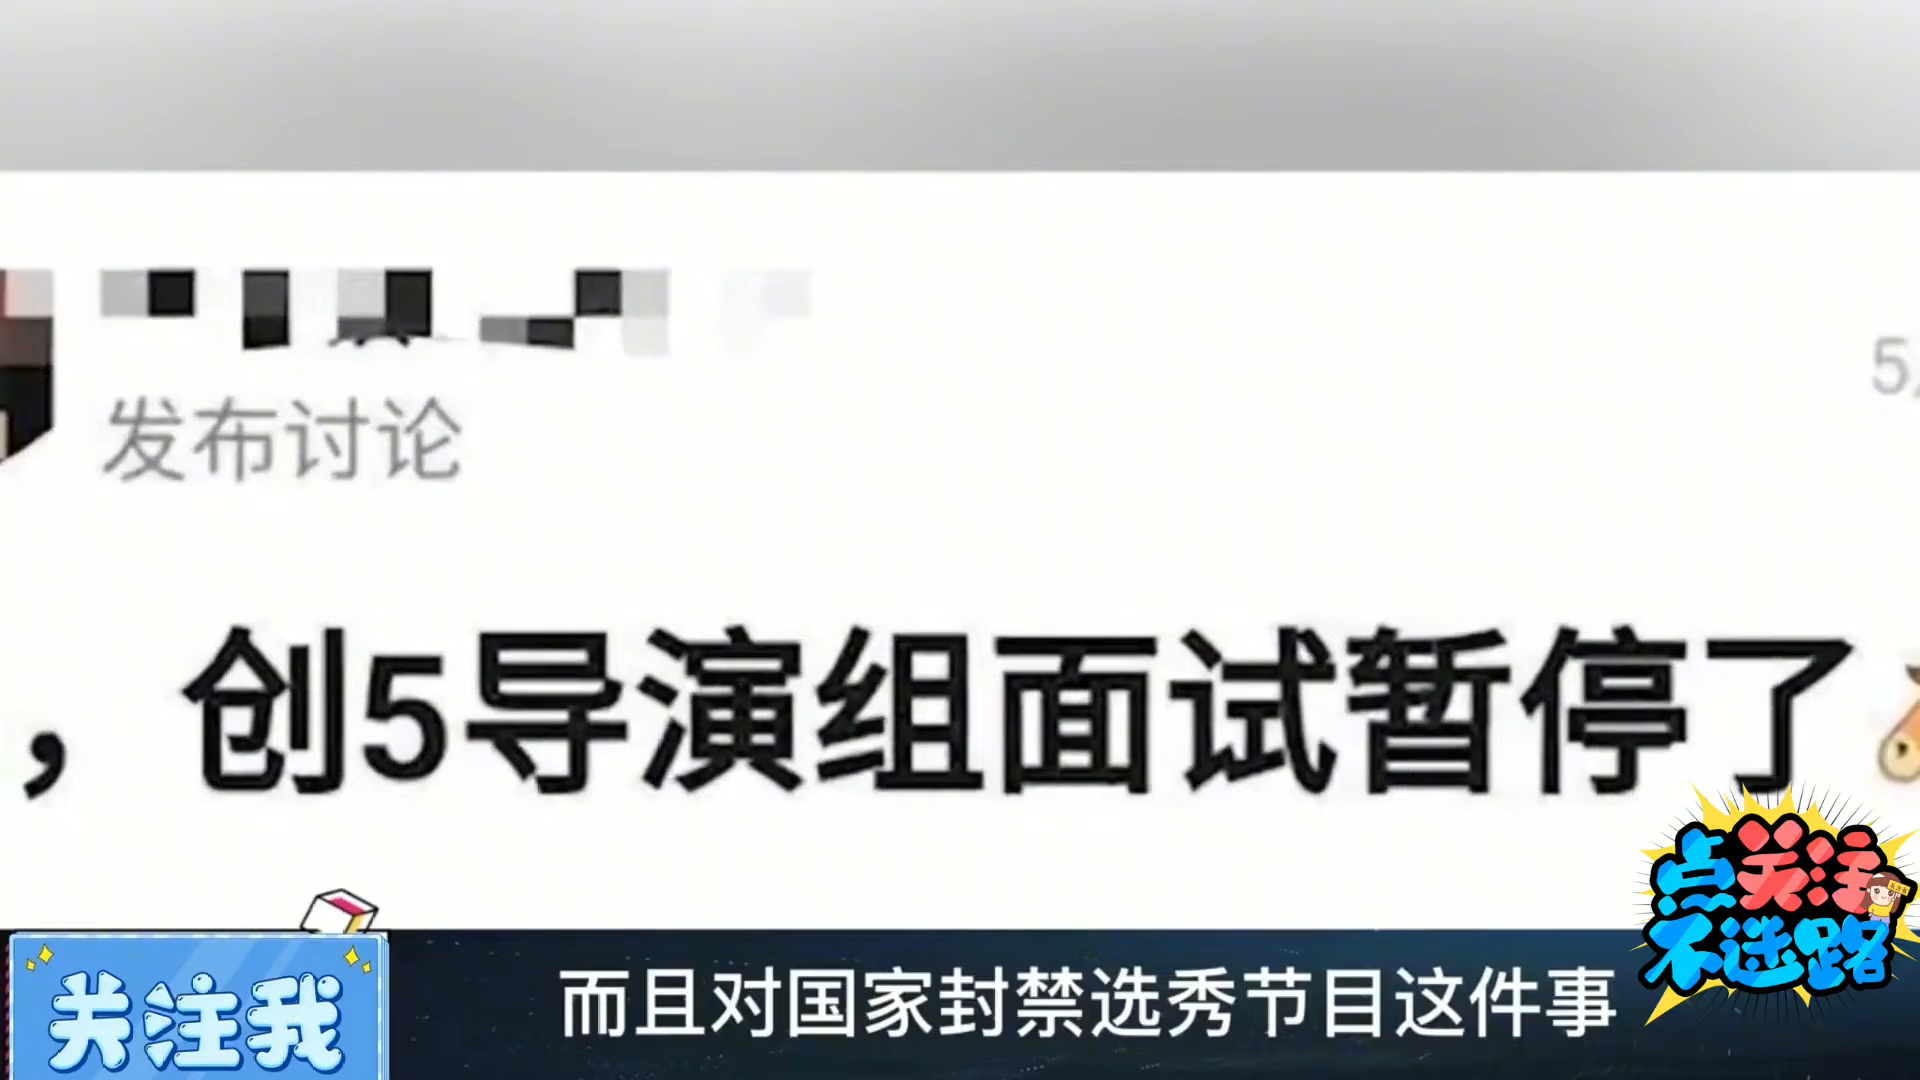 发布讨论
，创5导演组面试暂停了
点关注
不迷路
关注我
而且对国家封禁选秀节目这件事